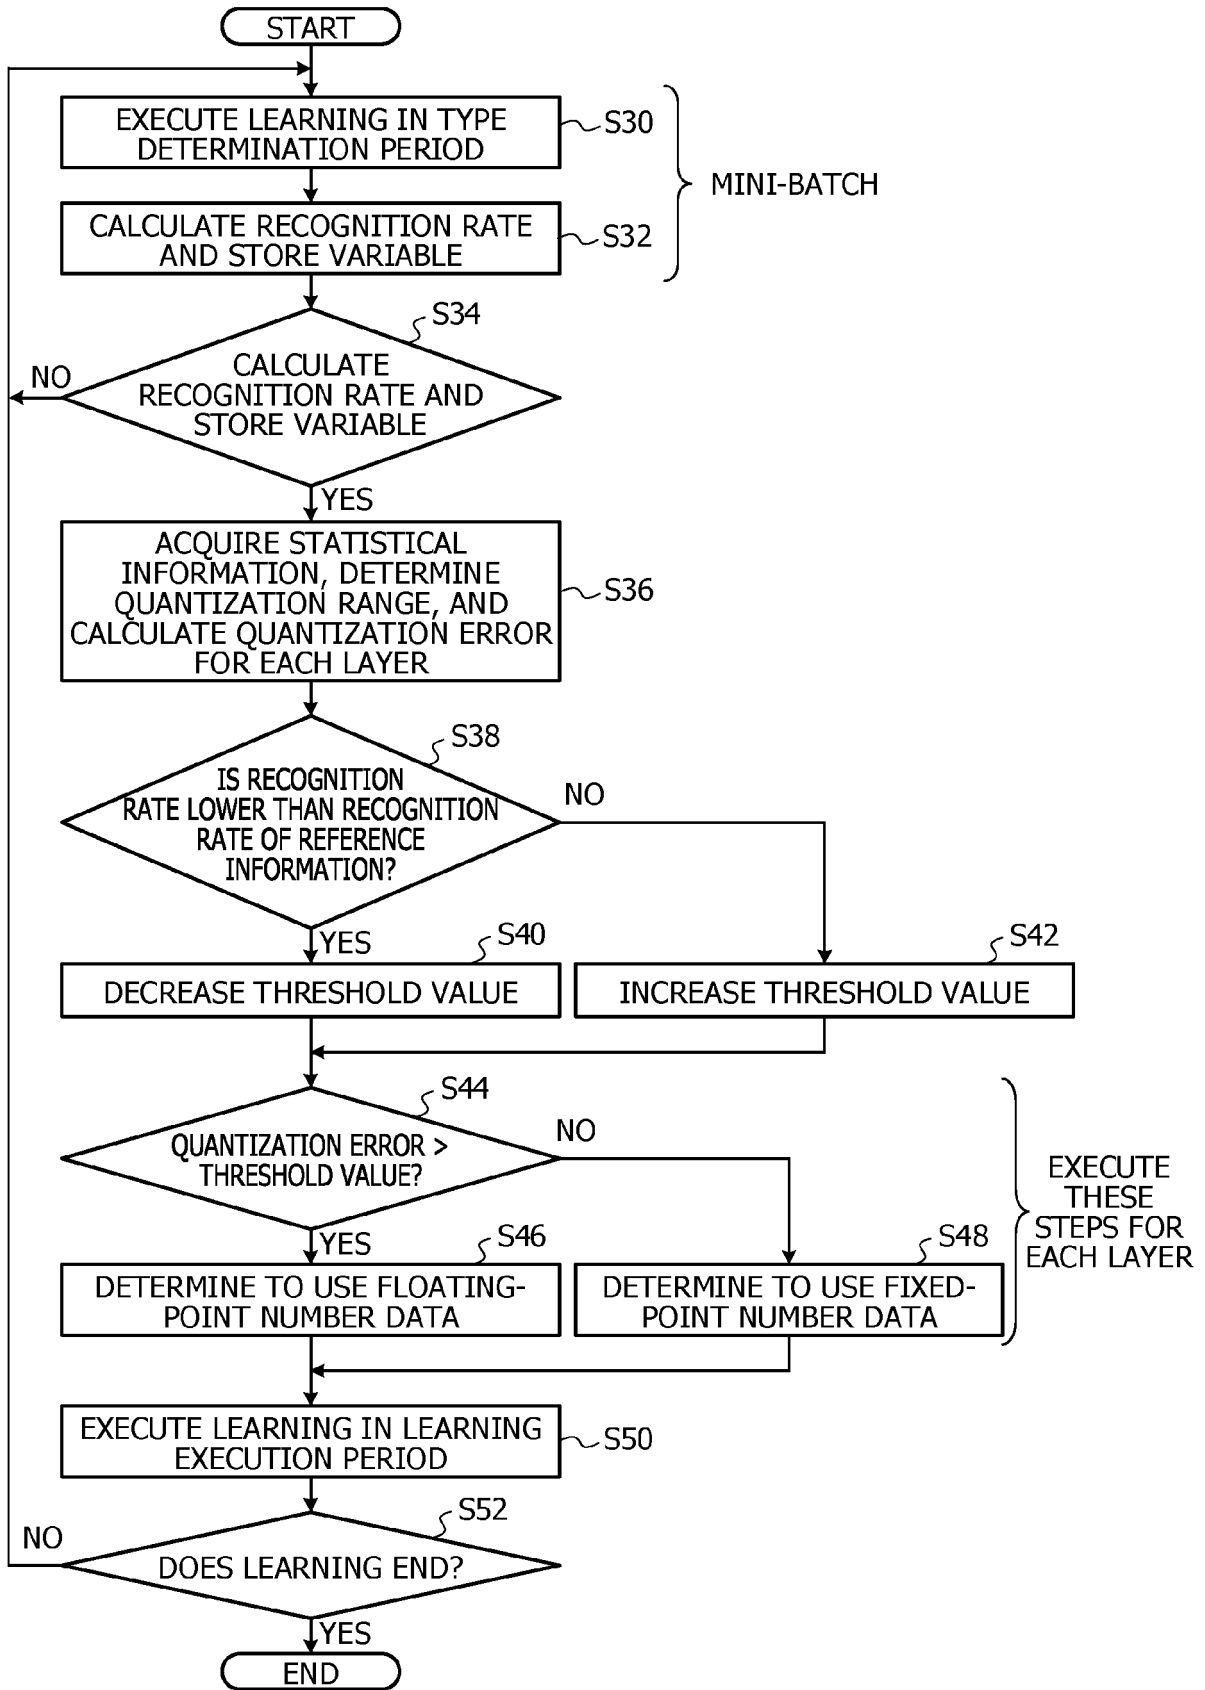 START
EXECUTE LEARNING IN TYPE
DETERMINATION PERIOD
S30
MINI-BATCH
CALCULATE RECOGNITION RATE
AND STORE VARIABLE
S32
S34
CALCULATE
RECOGNITION RATE AND
STORE VARIABLE
NO
YES
ACQUIRE STATISTICAL
INFORMATION, DETERMINE
QUANTIZATION RANGE, AND
CALCULATE QUANTIZATION ERROR
FOR EACH LAYER
S36
S38
IS RECOGNITION
RATE LOWER THAN RECOGNITION
RATE OF REFERENCE
INFORMATION?
NO
YES
S40
DECREASE THRESHOLD VALUE
S42
INCREASE THRESHOLD VALUE
S44
QUANTIZATION ERROR >
THRESHOLD VALUE?
NO
YES
S46
DETERMINE TO USE FLOATING-
POINT NUMBER DATA
S48
DETERMINE TO USE FIXED-
POINT NUMBER DATA
EXECUTE
THESE
STEPS FOR
EACH LAYER
EXECUTE LEARNING IN LEARNING
EXECUTION PERIOD
S50
S52
DOES LEARNING END?
NO
YES
END